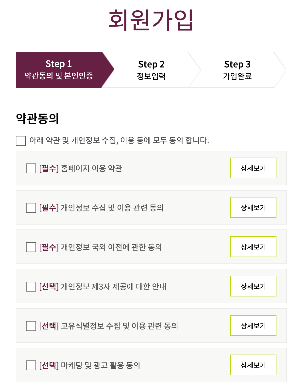 회원가입
Step 1
약관동의 및 본인인증
Step 2
정보입력
Step 3
가입완료
약관동의
아래 약관 및 개인정보 수집, 이용 등에 모두 동의 합니다.
[필수] 홈페이지 이용 약관 상세보기
[필수] 개인정보 수집 및 이용 관련 동의 상세보기
[필수] 개인정보 국외 이전에 관한 동의 상세보기
[선택] 개인정보 제3자 제공에 대한 안내 상세보기
[선택] 고유식별정보 수집 및 이용 관련 동의 상세보기
[선택] 마케팅 및 광고 활용 동의 상세보기